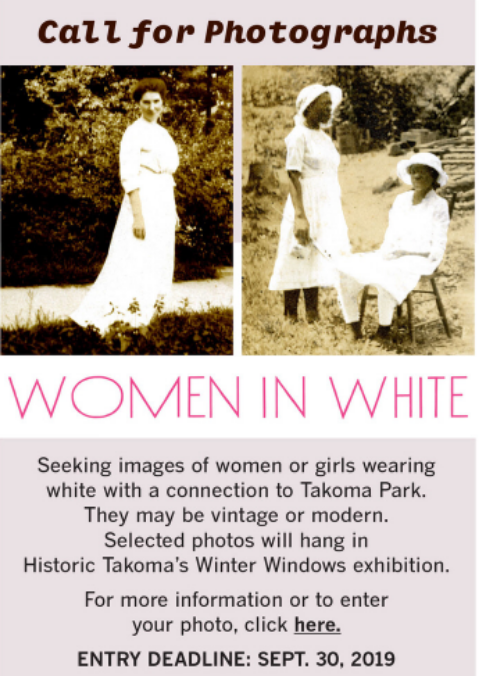 Call for Photographs
WOMEN IN WHITE
Seeking images of women or girls wearing
white with a connection to Takoma Park.
They may be vintage or modern.
Selected photos will hang in
Historic Takoma's Winter Windows exhibition.
For more information or to enter
your photo, click here.
ENTRY DEADLINE: SEPT. 30, 2019